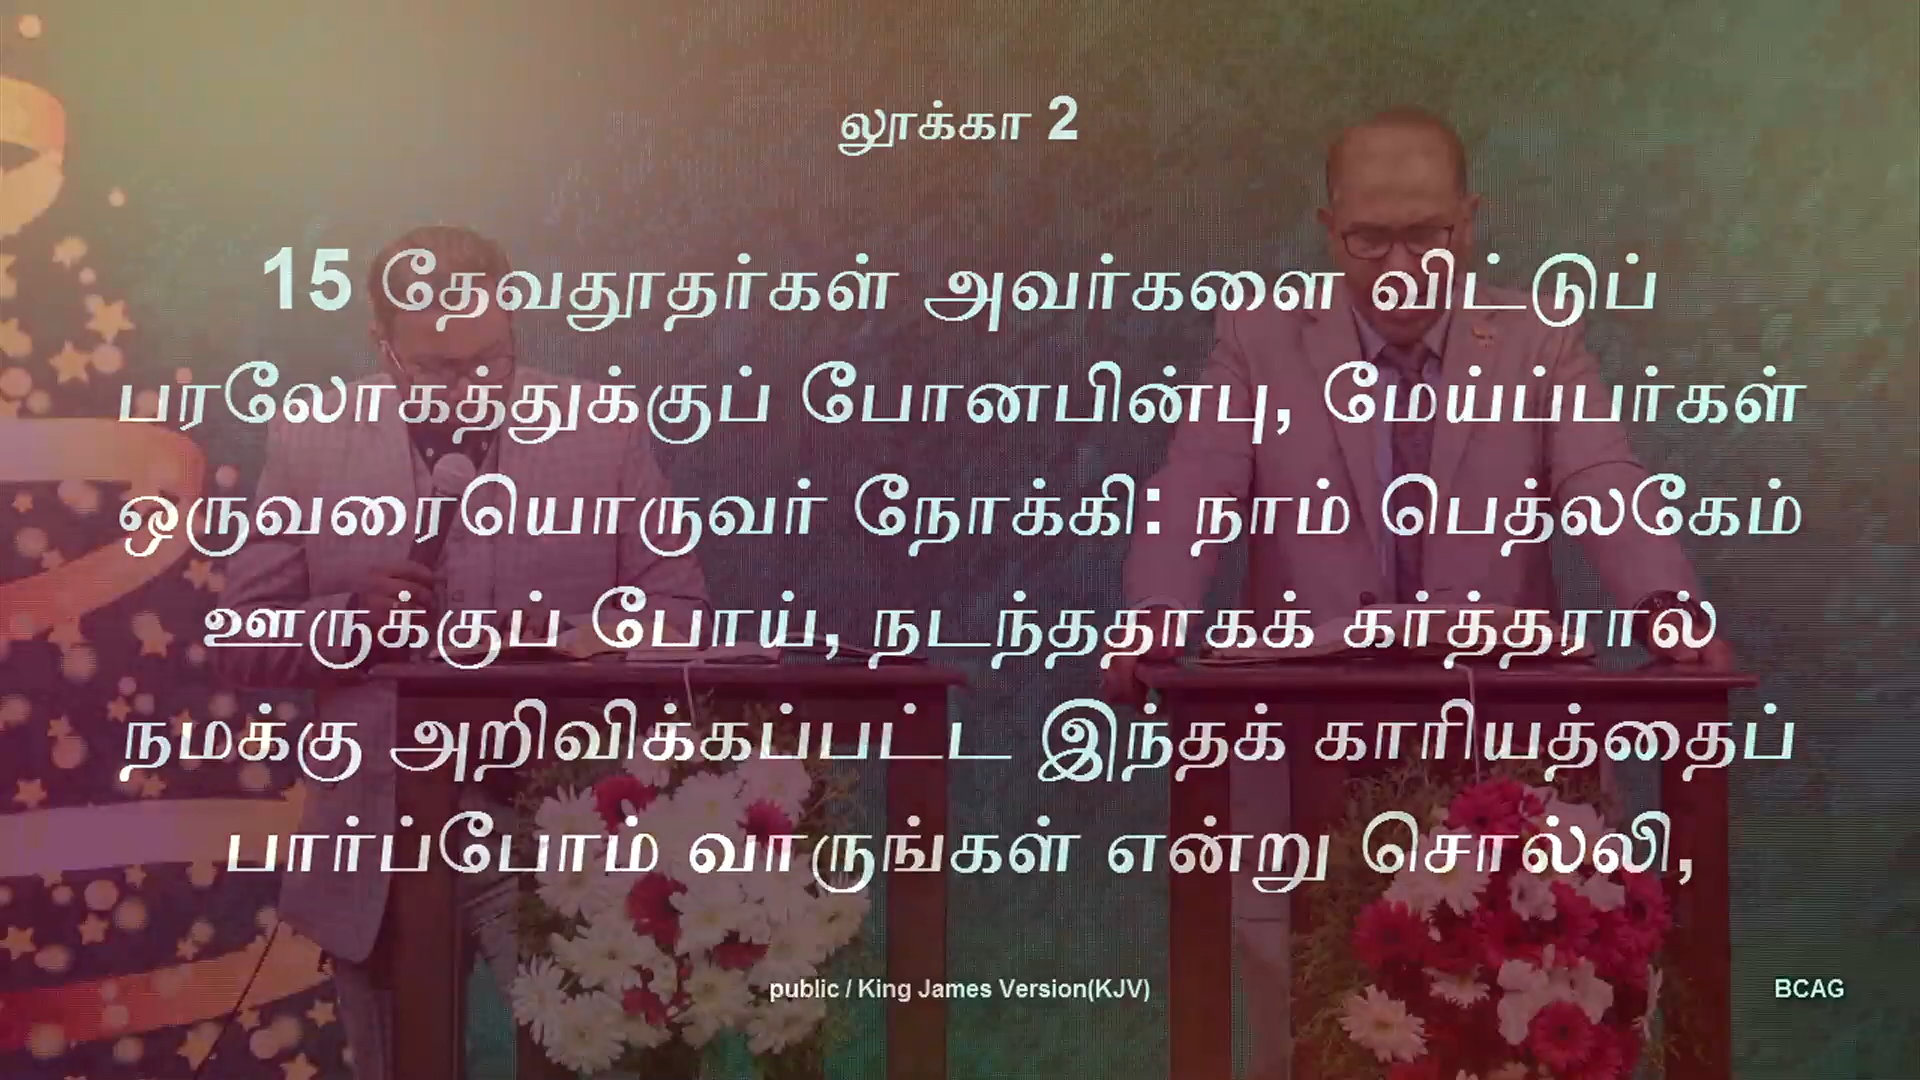 லூக்கா 2
15 தேவதூதர்கள் அவர்களை விட்டுப்
பரலோகத்துக்குப் போனபின்பு, மேய்ப்பர்கள்
ஒருவரையொருவர் நோக்கி: நாம் பெத்லகேம்
ஊருக்குப் போய், நடந்ததாகக் கர்த்தரால்
நமக்கு அறிவிக்கப்பட்ட இந்தக் காரியத்தைப்
பார்ப்போம் வாருங்கள் என்று சொல்லி,
public / King James Version(KJV)
BCAG